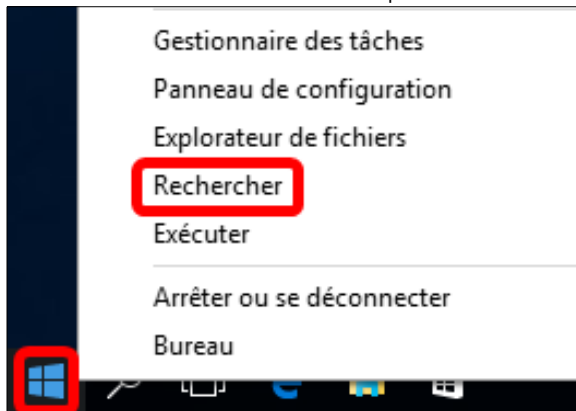 Gestionnaire des tâches
Panneau de configuration
Explorateur de fichiers
Rechercher
Exécuter
Arrêter ou se déconnecter
Bureau